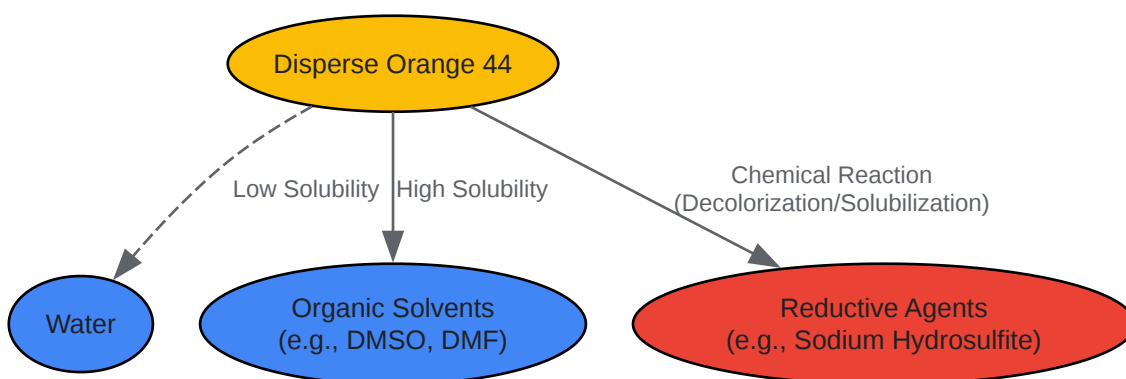 Disperse Orange 44
Low Solubility
High Solubility
Chemical Reaction
(Decolorization/Solubilization)
Water
Organic Solvents
(e.g., DMSO, DMF)
Reductive Agents
(e.g., Sodium Hydrosulfite)